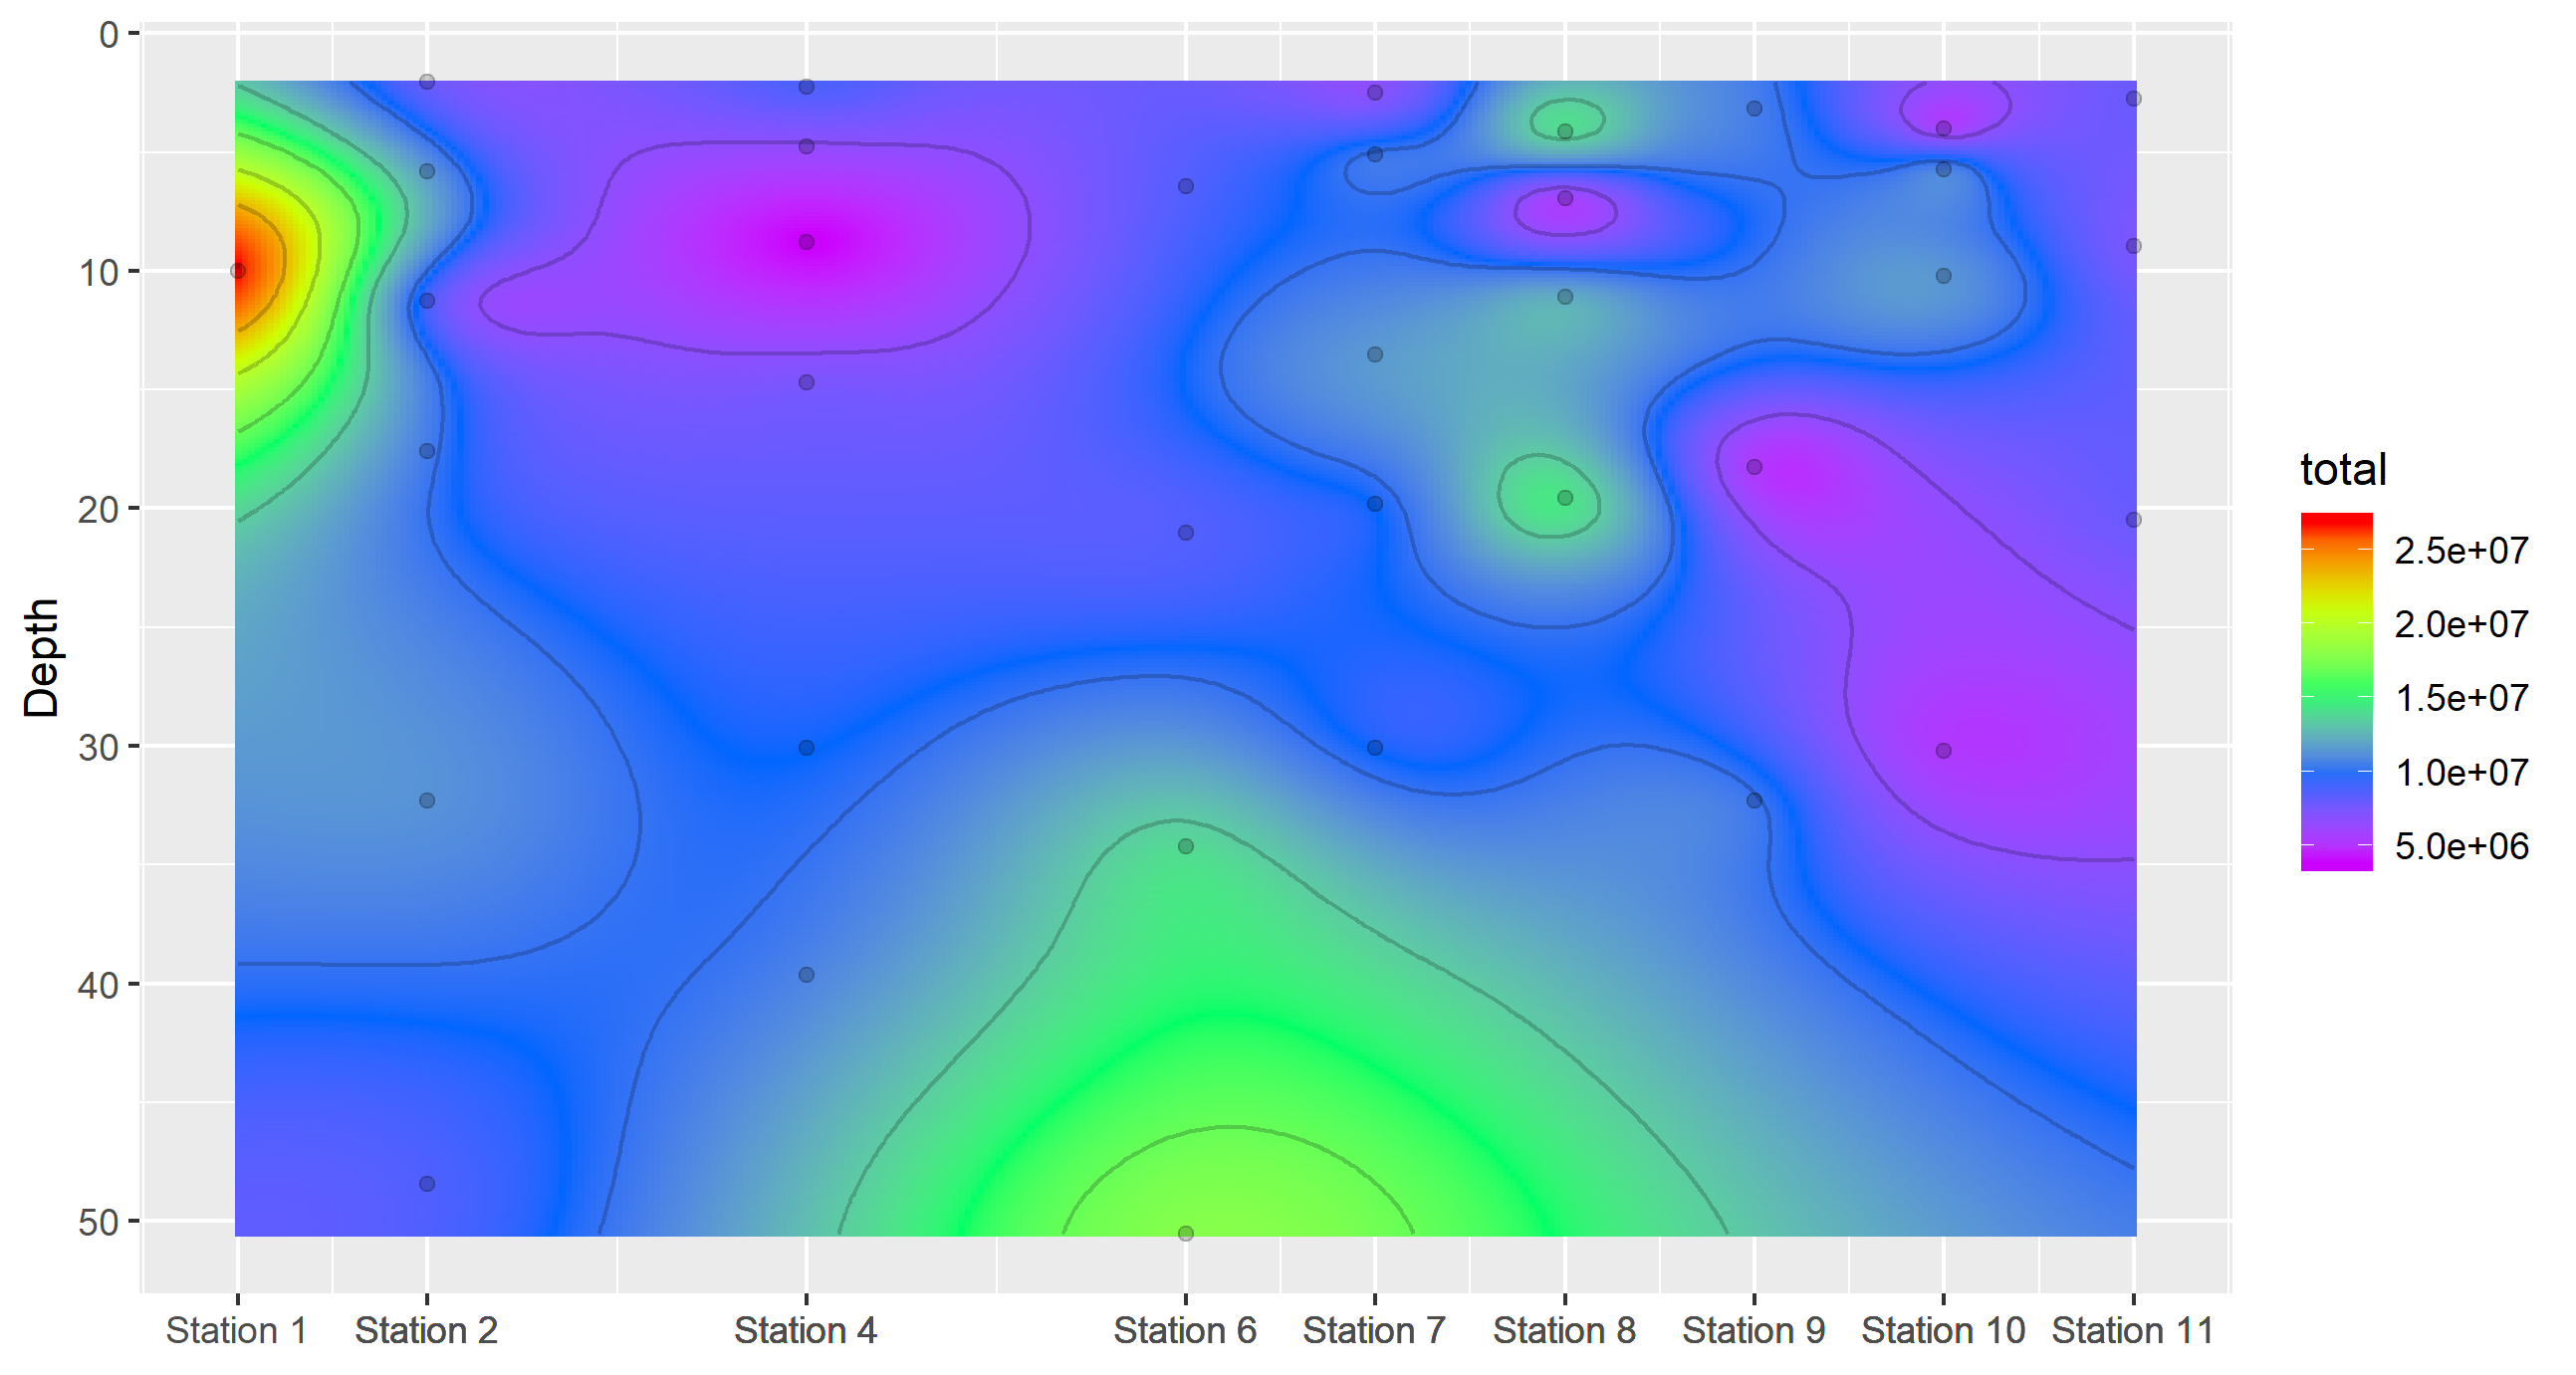 0
10
20
30
40
50
Depth
Station 1
Station 2
Station 4
Station 6
Station 7
Station 8
Station 9
Station 10
Station 11
total
2.5e+07
2.0e+07
1.5e+07
1.0e+07
5.0e+06